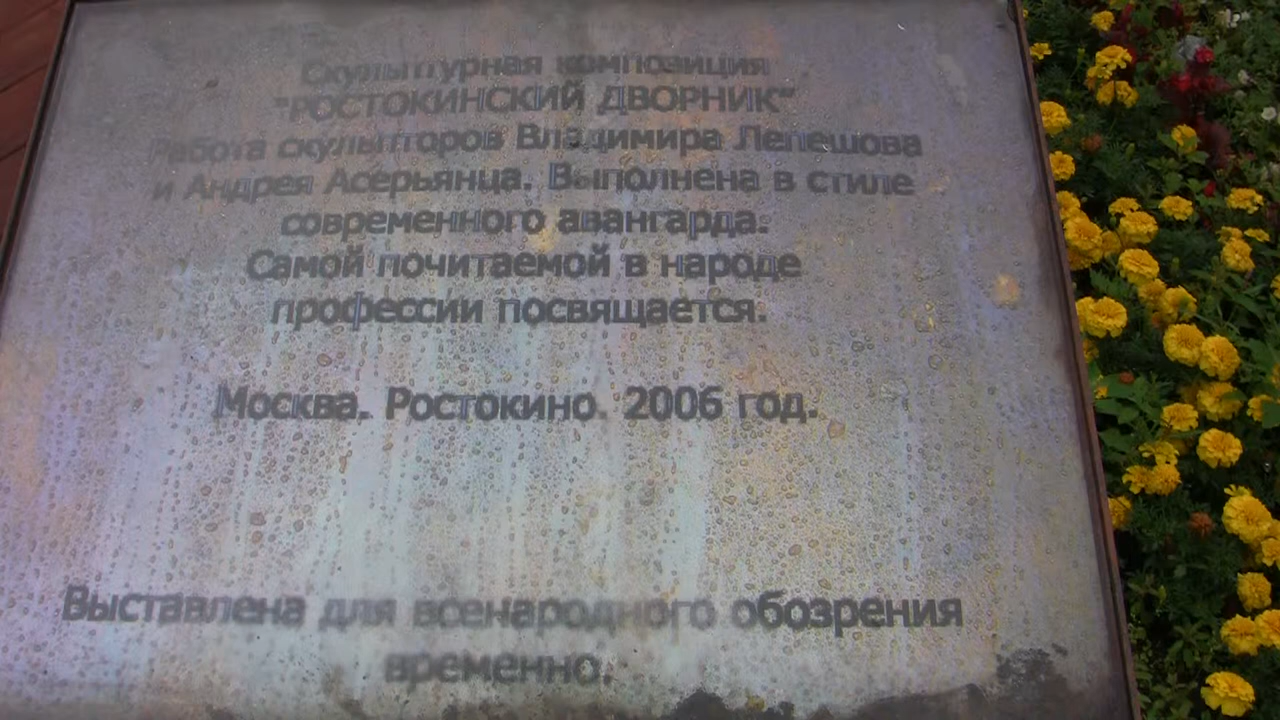 Скульптурная композиция
"РОСТОКИНСКИЙ ДВОРНИК"
Работа скульпторов Владимира Лепешова
и Андрея Асерьянца. Выполнена в стиле
современного авангарда.
Самой почитаемой в народе
профессии посвящается.
Москва. Ростокино. 2006 год.
Выставлена для всенародного обозрения
временно.